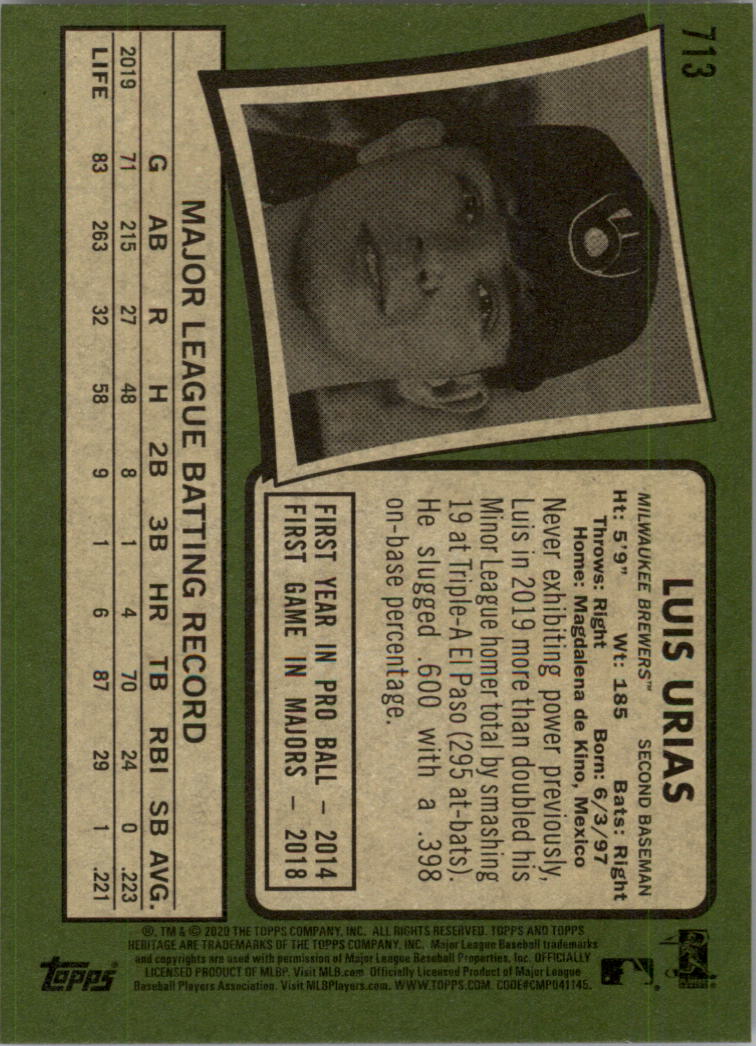 713
LUIS URIAS
MILWAUKEE BREWERS™ SECOND BASEMAN
Ht: 5'9" Wt: 185 Bats: Right
Throws: Right Born: 6/3/97
Home: Magdalena de Kino, Mexico
Never exhibiting power previously,
Luis in 2019 more than doubled his
Minor League homer total by smashing
19 at Triple-A El Paso (295 at-bats).
He slugged .600 with a .398
on-base percentage.
FIRST YEAR IN PRO BALL – 2014
FIRST GAME IN MAJORS – 2018
MAJOR LEAGUE BATTING RECORD
G AB R H 2B 3B HR TB RBI SB AVG.
2019 71 215 27 48 8 1 4 70 24 0 .223
LIFE 83 263 32 58 9 1 6 87 29 1 .221
®, TM & © 2020 THE TOPPS COMPANY, INC. ALL RIGHTS RESERVED. TOPPS AND TOPPS
HERITAGE ARE TRADEMARKS OF THE TOPPS COMPANY, INC. Major League Baseball trademarks
and copyrights are used with permission of Major League Baseball Properties, Inc. OFFICIALLY
LICENSED PRODUCT OF MLBP. Visit MLB.com Officially Licensed Product of Major League
Baseball Players Association. Visit MLBPlayers.com. WWW.TOPPS.COM. CODE#CMP041145.
topps®